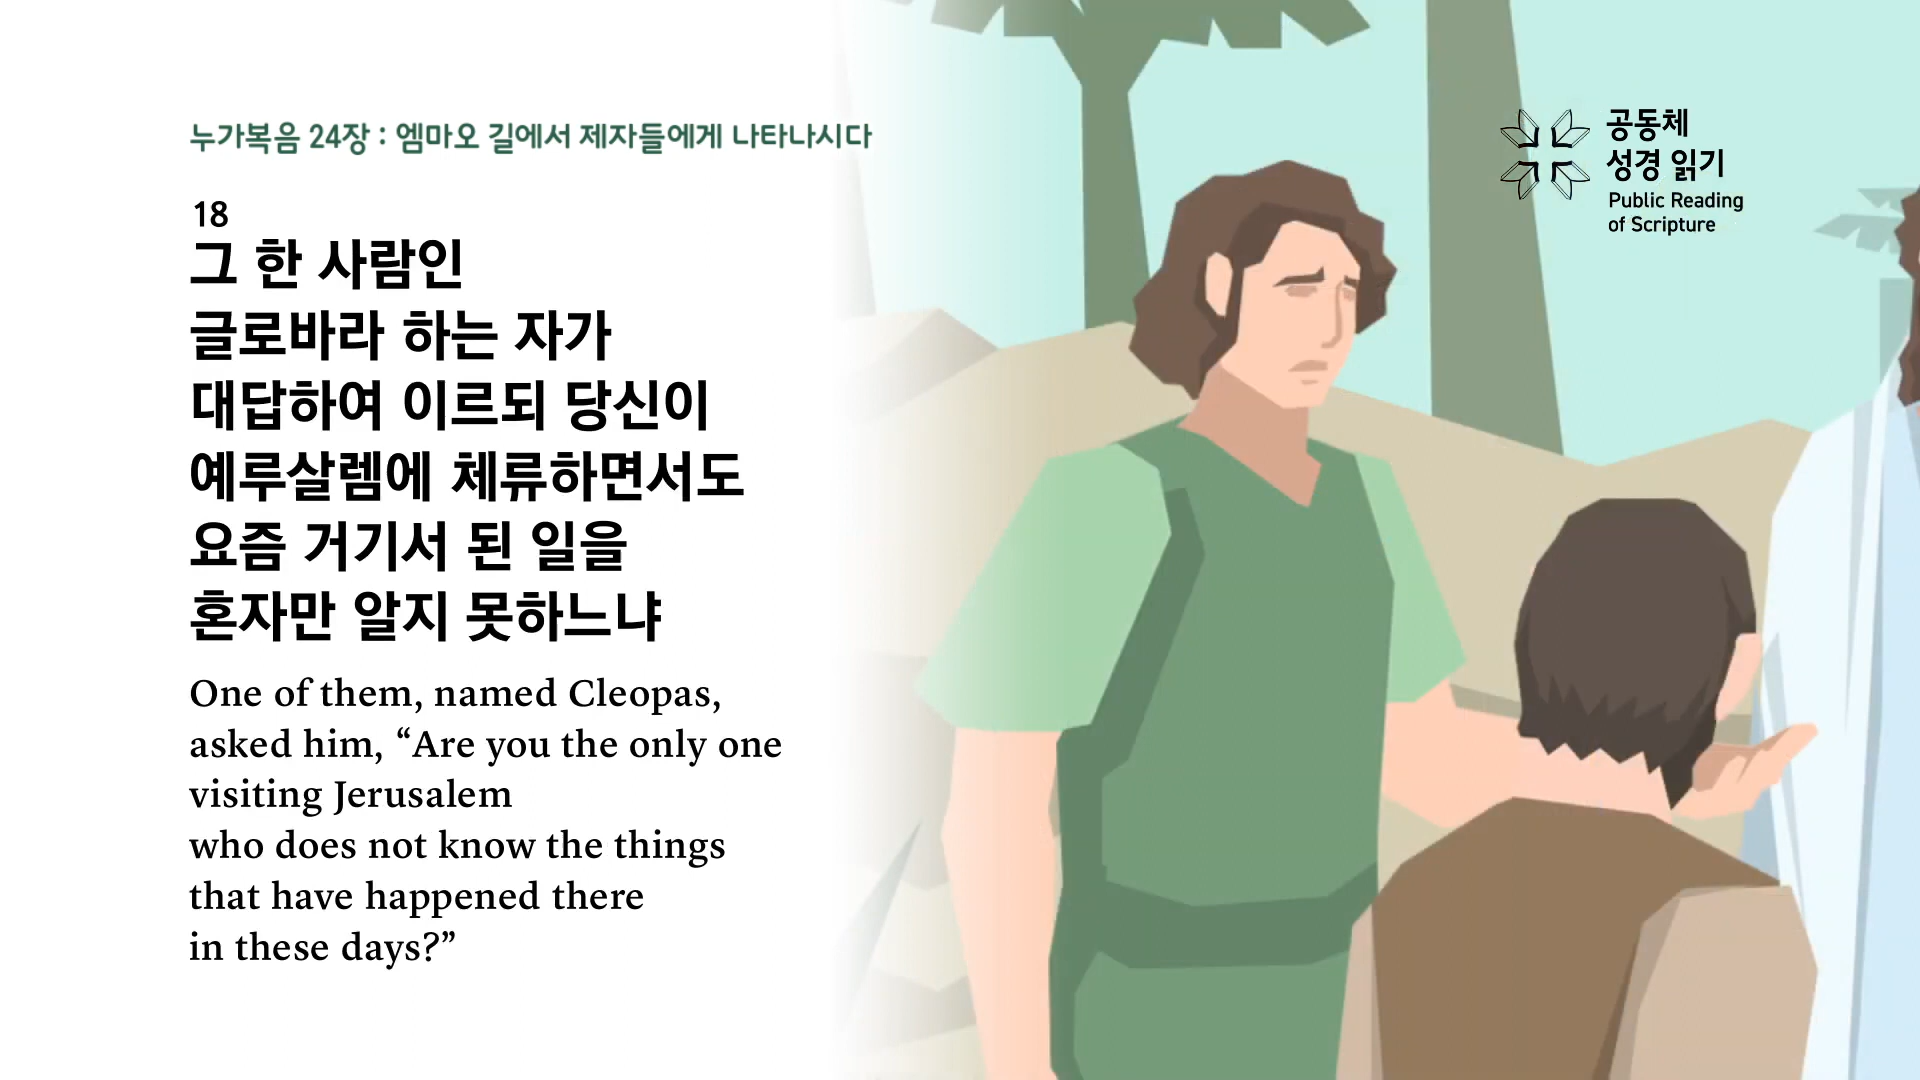 누가복음 24장 : 엠마오 길에서 제자들에게 나타나시다
18
그 한 사람인
글로바라 하는 자가
대답하여 이르되 당신이
예루살렘에 체류하면서도
요즘 거기서 된 일을
혼자만 알지 못하느냐
One of them, named Cleopas,
asked him, “Are you the only one
visiting Jerusalem
who does not know the things
that have happened there
in these days?”
공동체
성경 읽기
Public Reading
of Scripture